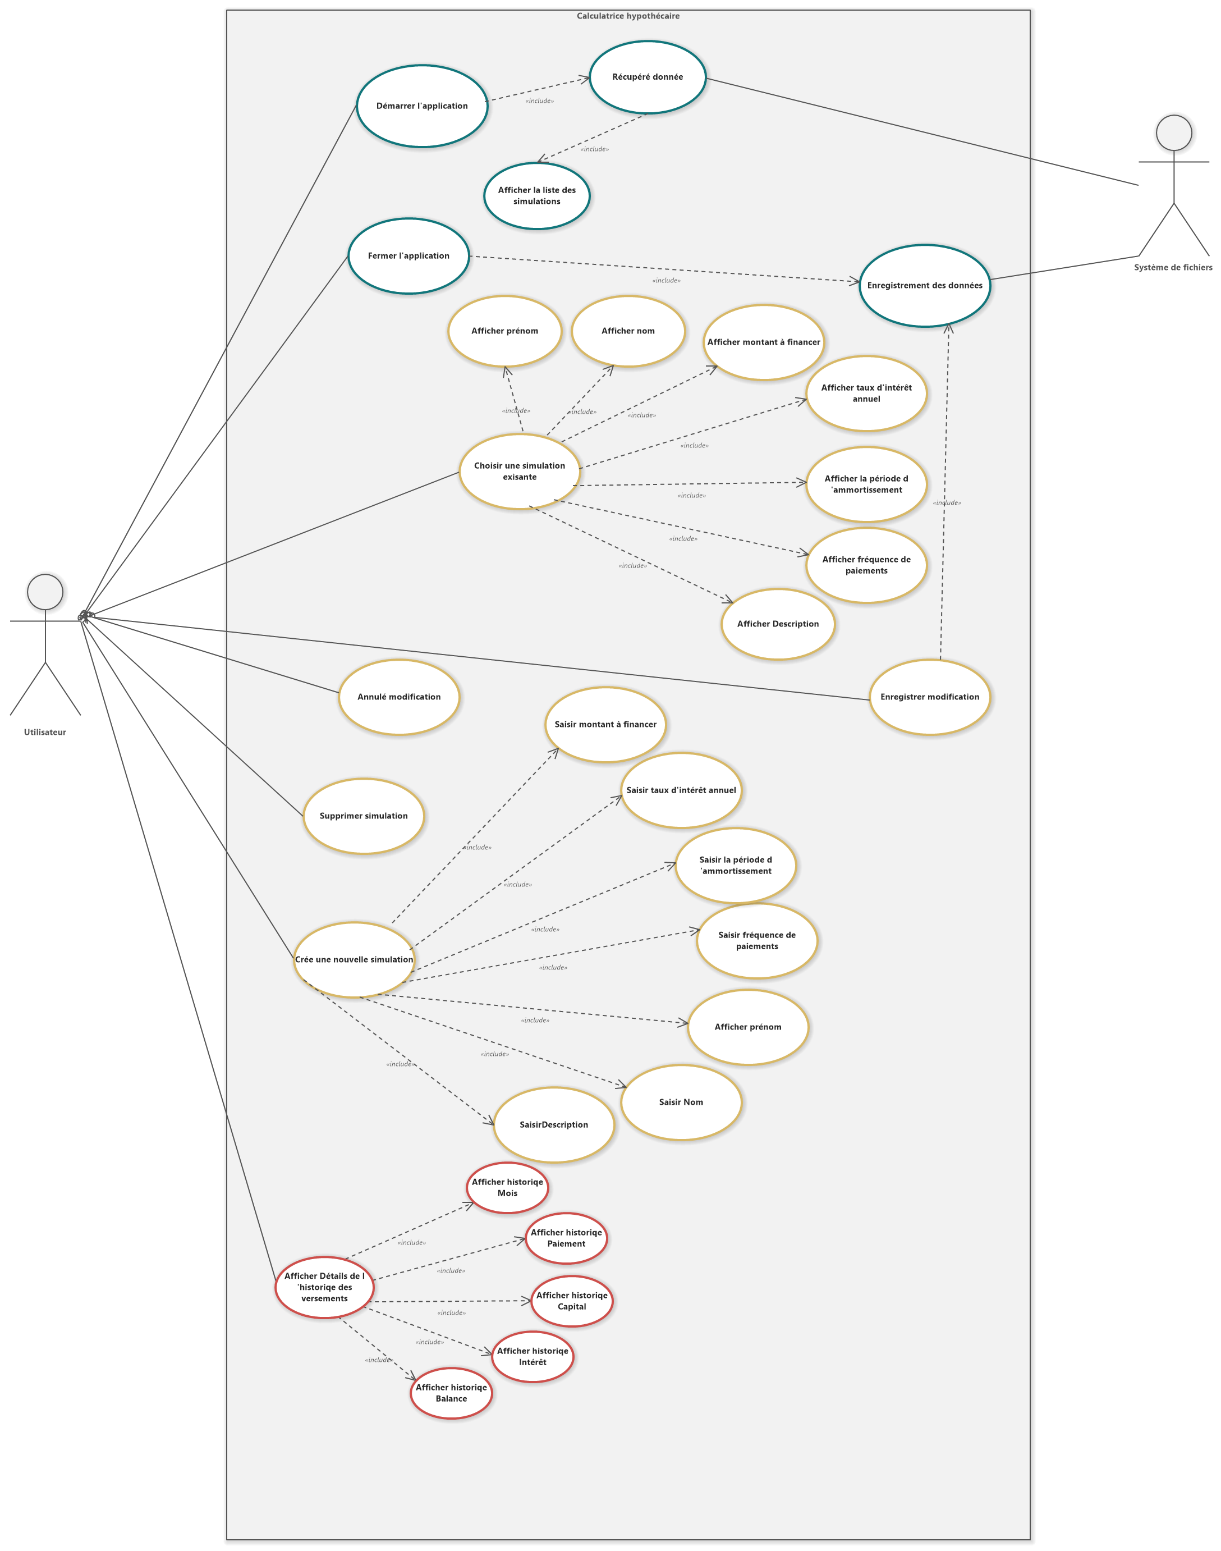 Calculatrice hypothécaire
Récupéré donnée
Démarrer l'application
«include»
«include»
Afficher la liste des
simulations
Fermer l'application
Système de fichiers
«include»
Enregistrement des données
Afficher prénom
Afficher nom
Afficher montant à financer
Afficher taux d'intérêt
annuel
«include»
«include»
«include»
«include»
Choisir une simulation
exisante
Afficher la période d
'ammortissement
«include»
«include»
«include»
«include»
Afficher fréquence de
paiements
Afficher Description
Annulé modification
Enregistrer modification
Utilisateur
Saisir montant à financer
Saisir taux d'intérêt annuel
Supprimer simulation
«include»
Saisir la période d
'ammortissement
«include»
«include»
Saisir fréquence de
paiements
Crée une nouvelle simulation
«include»
«include»
Afficher prénom
«include»
«include»
Saisir Nom
SaisirDescription
Afficher historiqe
Mois
Afficher historiqe
Paiement
«include»
«include»
Afficher Détails de l
'historiqe des
versements
Afficher historiqe
Capital
«include»
«include»
Afficher historiqe
Intérêt
«include»
Afficher historiqe
Balance